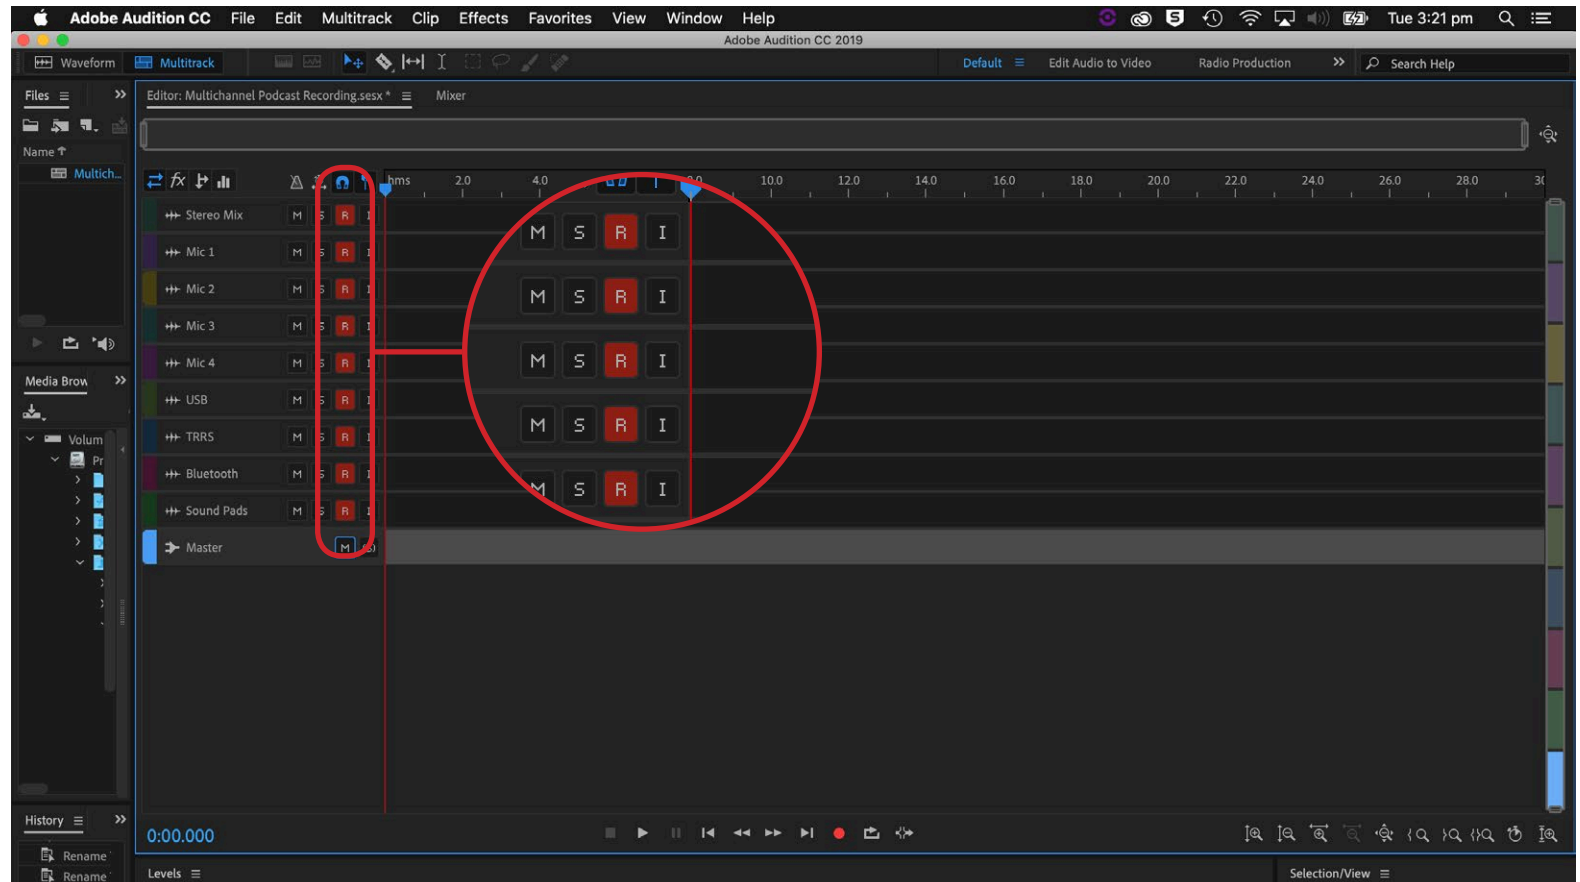 Adobe Audition CC File Edit Multitrack Clip Effects Favorites View Window Help Tue 3:21 pm
Adobe Audition CC 2019
Waveform Multitrack Default Edit Audio to Video Radio Production Search Help
Files Editor: Multichannel Podcast Recording.sesx * Mixer
Name
Multich...
fx hms 2.0 4.0 10.0 12.0 14.0 16.0 18.0 20.0 22.0 24.0 26.0 28.0
Stereo Mix M S R I
Mic 1 M S R I
Mic 2 M S R I
Mic 3 M S R I
Mic 4 M S R I
USB M S R I
TRRS M S R I
Bluetooth M S R I
Sound Pads M S R I
Master M (S)
M S R I
M S R I
M S R I
M S R I
M S R I
Media Brow
Volum
Pr
History
Rename
Rename
0:00.000
Levels Selection/View